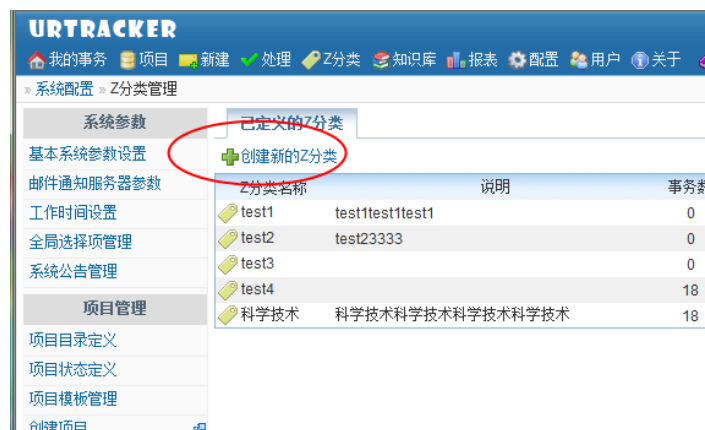 URTRACKER
我的事务 项目 新建 处理 Z分类 知识库 报表 配置 用户 关于
» 系统配置 » Z分类管理
系统参数
基本系统参数设置
邮件通知服务器参数
工作时间设置
全局选择项管理
系统公告管理
项目管理
项目目录定义
项目状态定义
项目模板管理
创建项目
已定义的Z分类
创建新的Z分类
Z分类名称 说明 事务数
test1 test1test1test1 0
test2 test23333 0
test3 0
test4 18
科学技术 科学技术科学技术科学技术科学技术 18